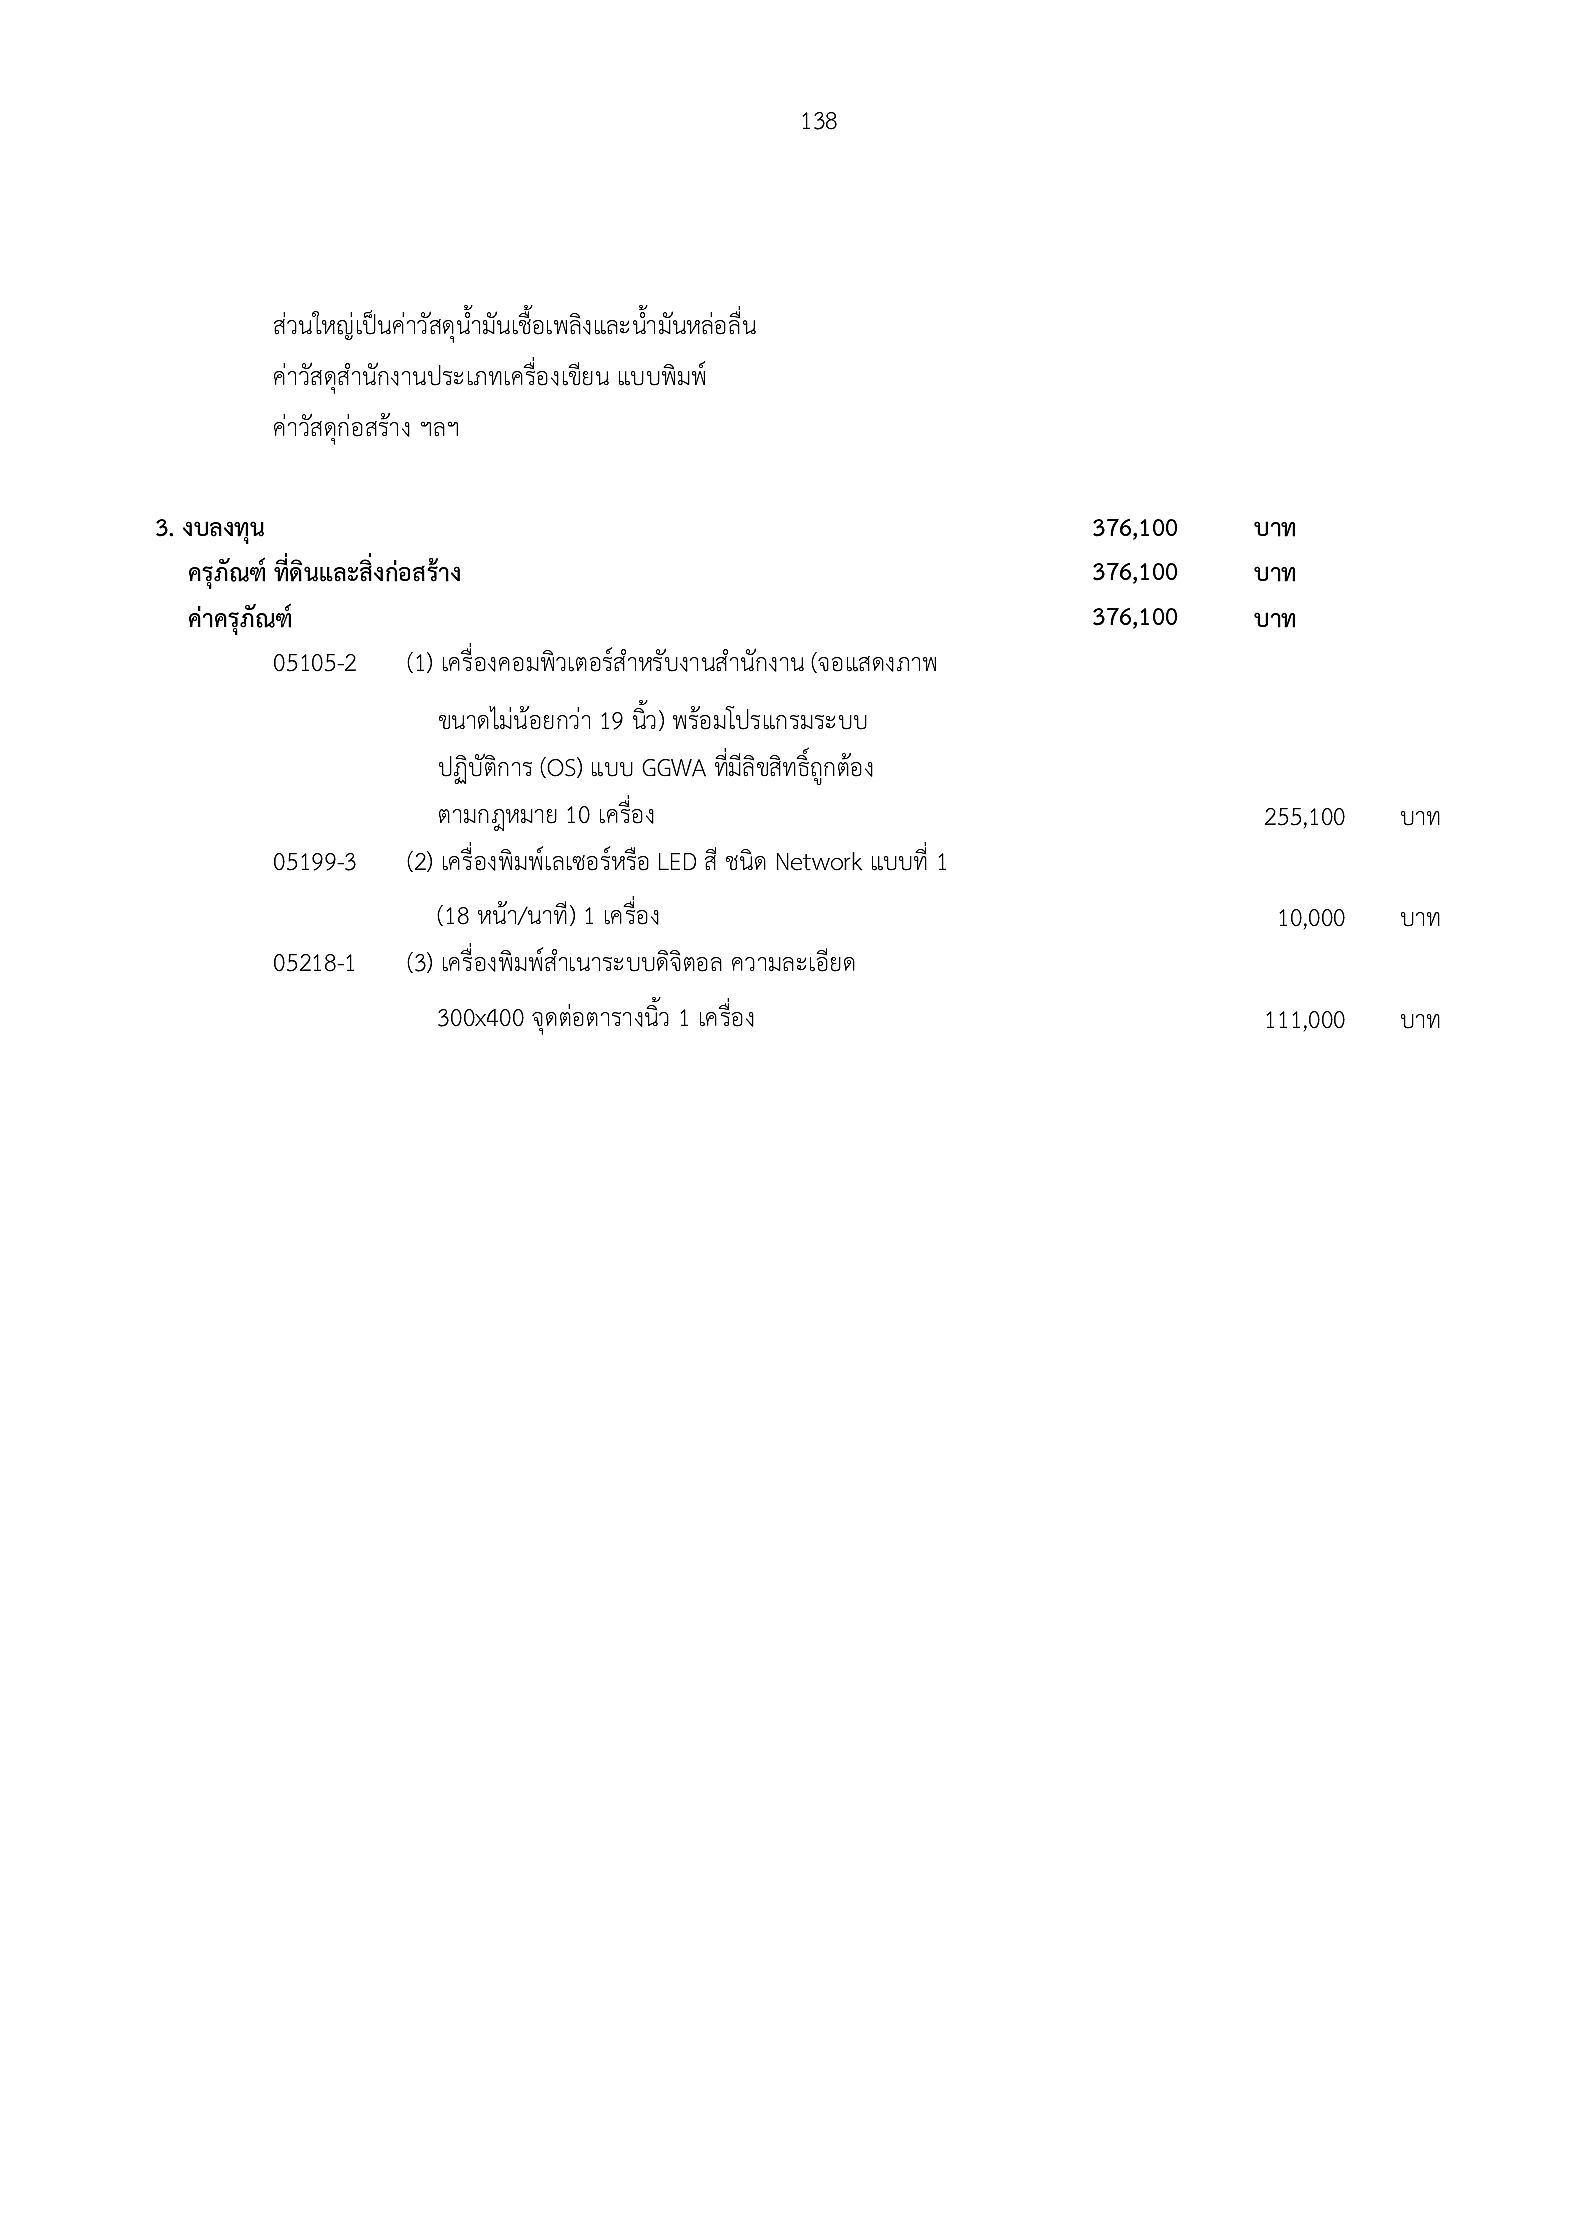 138
ส่วนใหญ่เป็นค่าวัสดุน้ำมันเชื้อเพลิงและน้ำมันหล่อลื่น
ค่าวัสดุสำนักงานประเภทเครื่องเขียน แบบพิมพ์
ค่าวัสดุก่อสร้าง ฯลฯ
3. งบลงทุน 376,100 บาท
ครุภัณฑ์ ที่ดินและสิ่งก่อสร้าง 376,100 บาท
ค่าครุภัณฑ์ 376,100 บาท
05105-2 (1) เครื่องคอมพิวเตอร์สำหรับงานสำนักงาน (จอแสดงภาพ
ขนาดไม่น้อยกว่า 19 นิ้ว) พร้อมโปรแกรมระบบ
ปฏิบัติการ (OS) แบบ GGWA ที่มีลิขสิทธิ์ถูกต้อง
ตามกฎหมาย 10 เครื่อง 255,100 บาท
05199-3 (2) เครื่องพิมพ์เลเซอร์หรือ LED สี ชนิด Network แบบที่ 1
(18 หน้า/นาที) 1 เครื่อง 10,000 บาท
05218-1 (3) เครื่องพิมพ์สำเนาระบบดิจิตอล ความละเอียด
300x400 จุดต่อตารางนิ้ว 1 เครื่อง 111,000 บาท